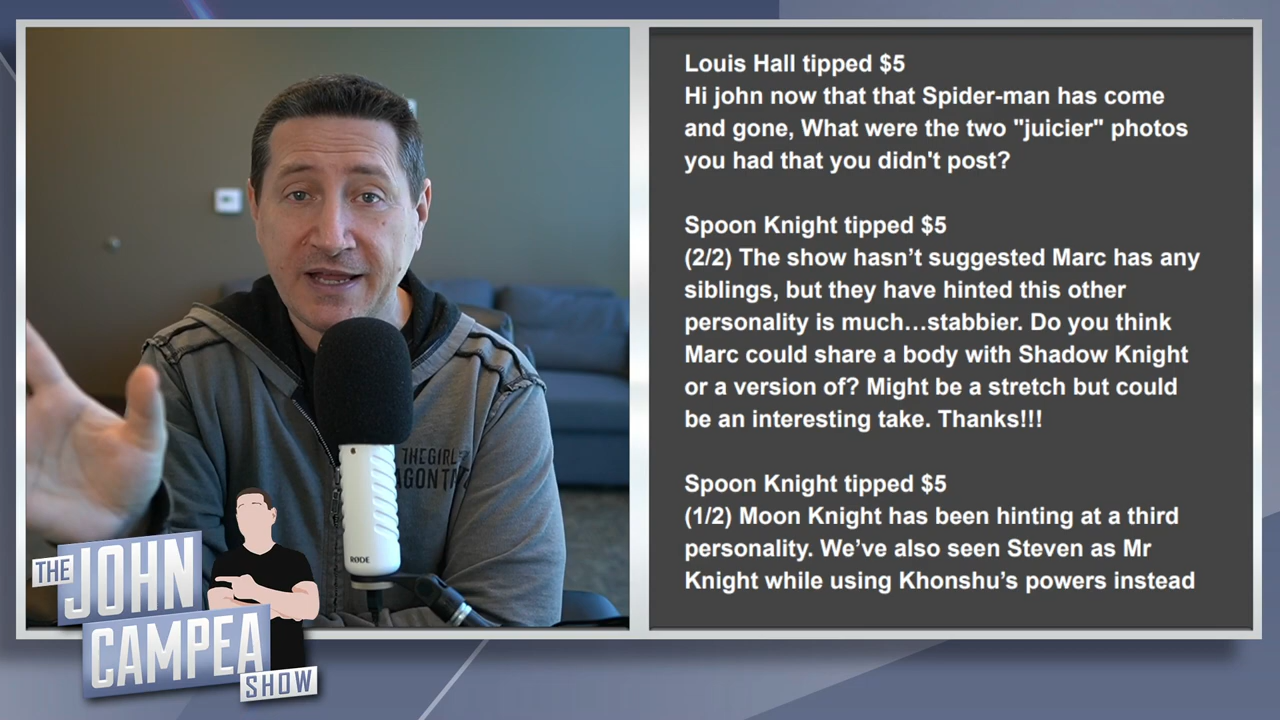 Louis Hall tipped $5
Hi john now that that Spider-man has come
and gone, What were the two "juicier" photos
you had that you didn't post?
Spoon Knight tipped $5
(2/2) The show hasn’t suggested Marc has any
siblings, but they have hinted this other
personality is much…stabbier. Do you think
Marc could share a body with Shadow Knight
or a version of? Might be a stretch but could
be an interesting take. Thanks!!!
Spoon Knight tipped $5
(1/2) Moon Knight has been hinting at a third
personality. We’ve also seen Steven as Mr
Knight while using Khonshu’s powers instead
THEGIRL
RØDE
THE
JOHN
CAMPEA
SHOW